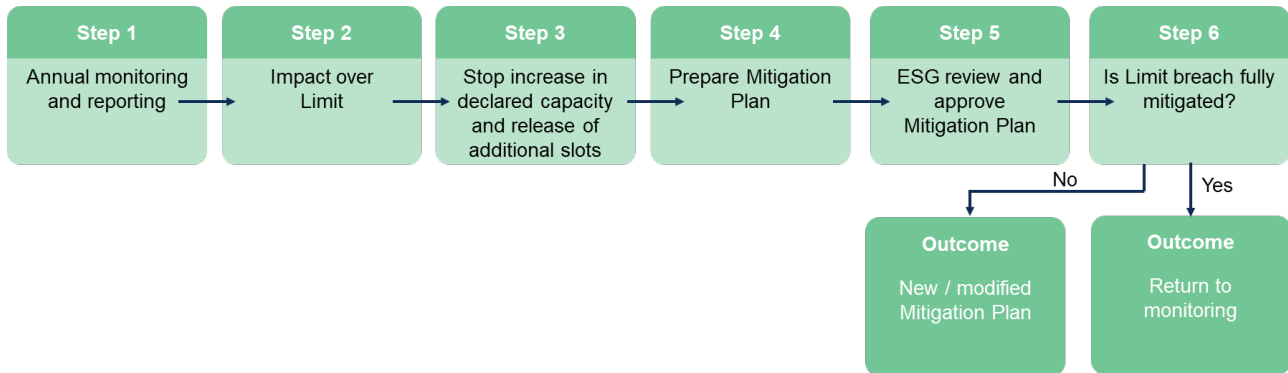 Step 1
Annual monitoring
and reporting
Step 2
Impact over
Limit
Step 3
Stop increase in
declared capacity
and release of
additional slots
Step 4
Prepare Mitigation
Plan
Step 5
ESG review and
approve
Mitigation Plan
Step 6
Is Limit breach fully
mitigated?
No
Yes
Outcome
New / modified
Mitigation Plan
Outcome
Return to
monitoring